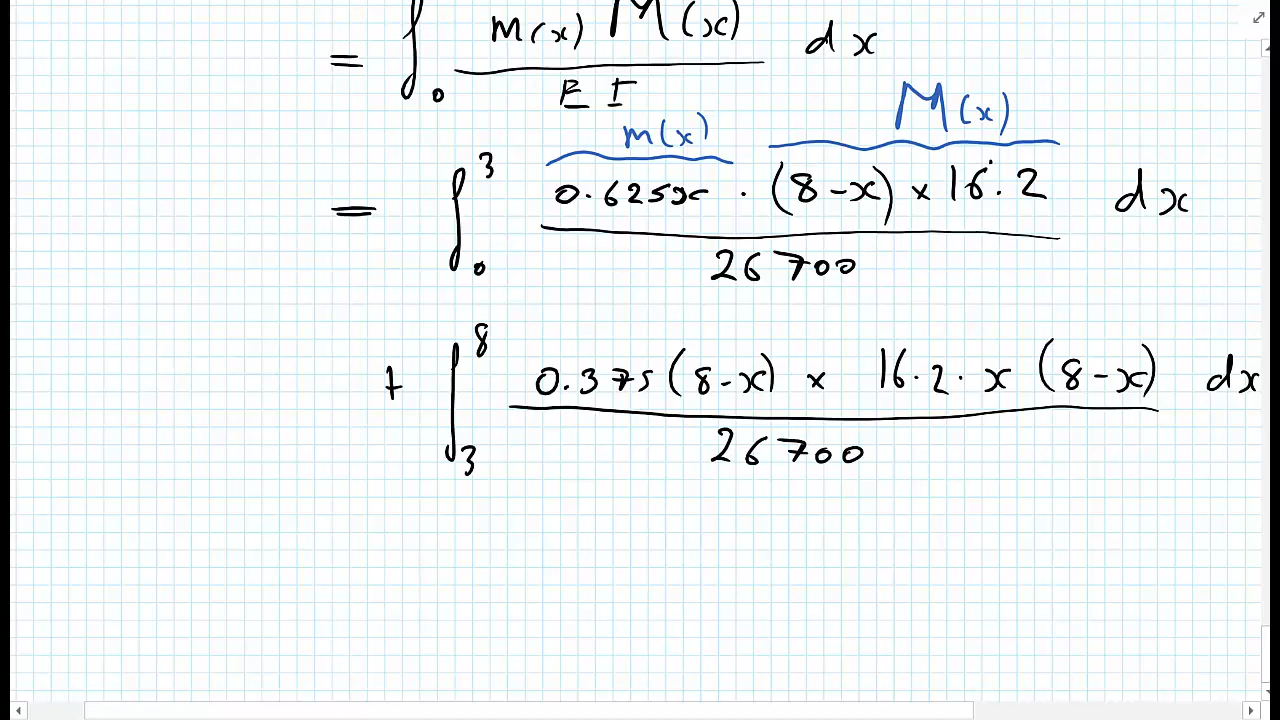 = ∫₀ m(x) M(x) / EI dx
m(x) M(x)
= ∫₀³ 0.625x · (8-x) × 16.2 / 26700 dx
+ ∫₃⁸ 0.375(8-x) × 16.2 · x (8-x) / 26700 dx